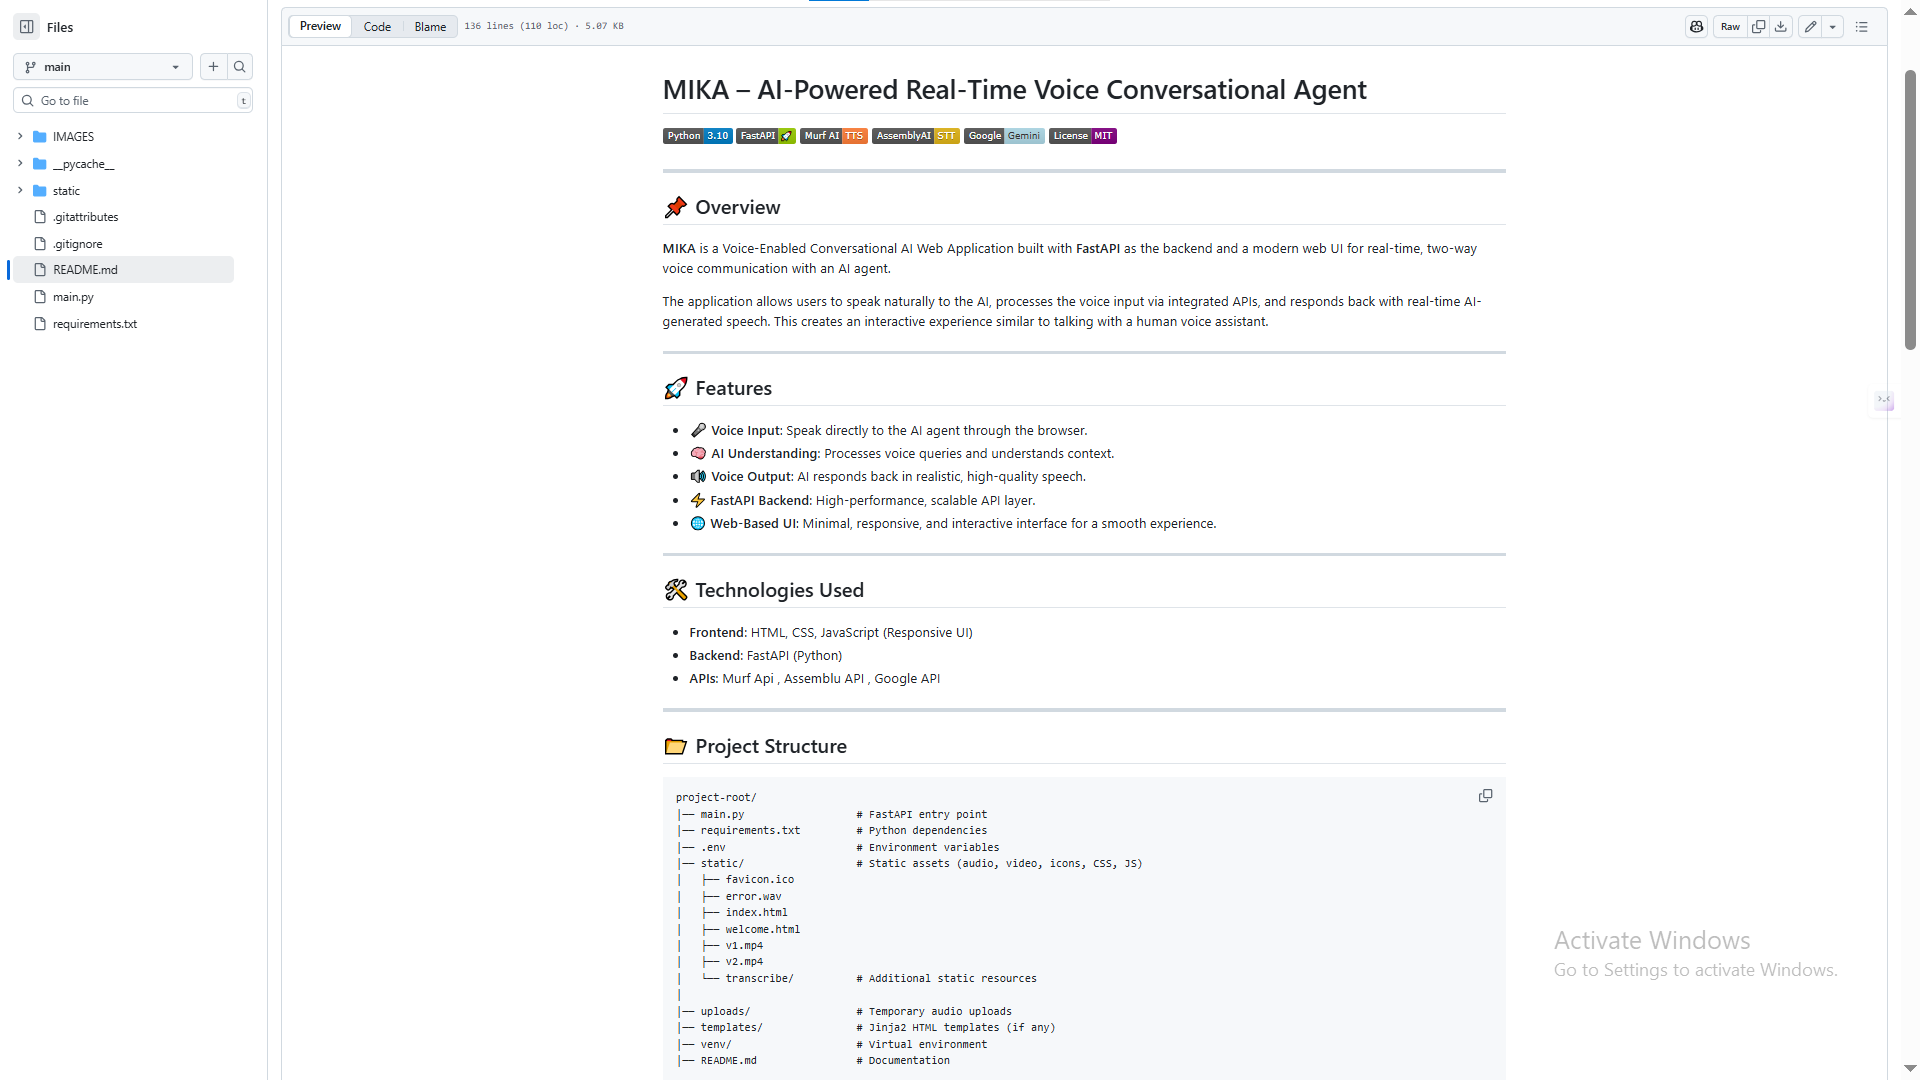 Files
main
Go to file
t
IMAGES
__pycache__
static
.gitattributes
.gitignore
README.md
main.py
requirements.txt
Preview Code Blame 136 lines (110 loc) · 5.07 KB
Raw
MIKA – AI-Powered Real-Time Voice Conversational Agent
Python 3.10 FastAPI 🚀 Murf AI TTS AssemblyAI STT Google Gemini License MIT
📌 Overview
MIKA is a Voice-Enabled Conversational AI Web Application built with FastAPI as the backend and a modern web UI for real-time, two-way
voice communication with an AI agent.
The application allows users to speak naturally to the AI, processes the voice input via integrated APIs, and responds back with real-time AI-
generated speech. This creates an interactive experience similar to talking with a human voice assistant.
🚀 Features
• 🎤 Voice Input: Speak directly to the AI agent through the browser.
• 🧠 AI Understanding: Processes voice queries and understands context.
• 🔊 Voice Output: AI responds back in realistic, high-quality speech.
• ⚡ FastAPI Backend: High-performance, scalable API layer.
• 🌐 Web-Based UI: Minimal, responsive, and interactive interface for a smooth experience.
🛠 Technologies Used
• Frontend: HTML, CSS, JavaScript (Responsive UI)
• Backend: FastAPI (Python)
• APIs: Murf Api , Assemblu API , Google API
📂 Project Structure
project-root/
│── main.py # FastAPI entry point
│── requirements.txt # Python dependencies
│── .env # Environment variables
│── static/ # Static assets (audio, video, icons, CSS, JS)
│ ├── favicon.ico
│ ├── error.wav
│ ├── index.html
│ ├── welcome.html
│ ├── v1.mp4
│ ├── v2.mp4
│ └── transcribe/ # Additional static resources
│
│── uploads/ # Temporary audio uploads
│── templates/ # Jinja2 HTML templates (if any)
│── venv/ # Virtual environment
│── README.md # Documentation
Activate Windows
Go to Settings to activate Windows.